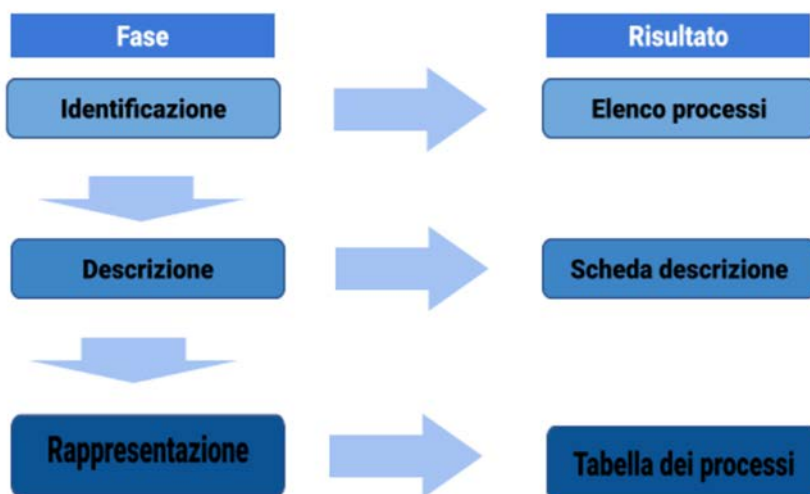 Fase
Risultato
Identificazione
Elenco processi
Descrizione
Scheda descrizione
Rappresentazione
Tabella dei processi